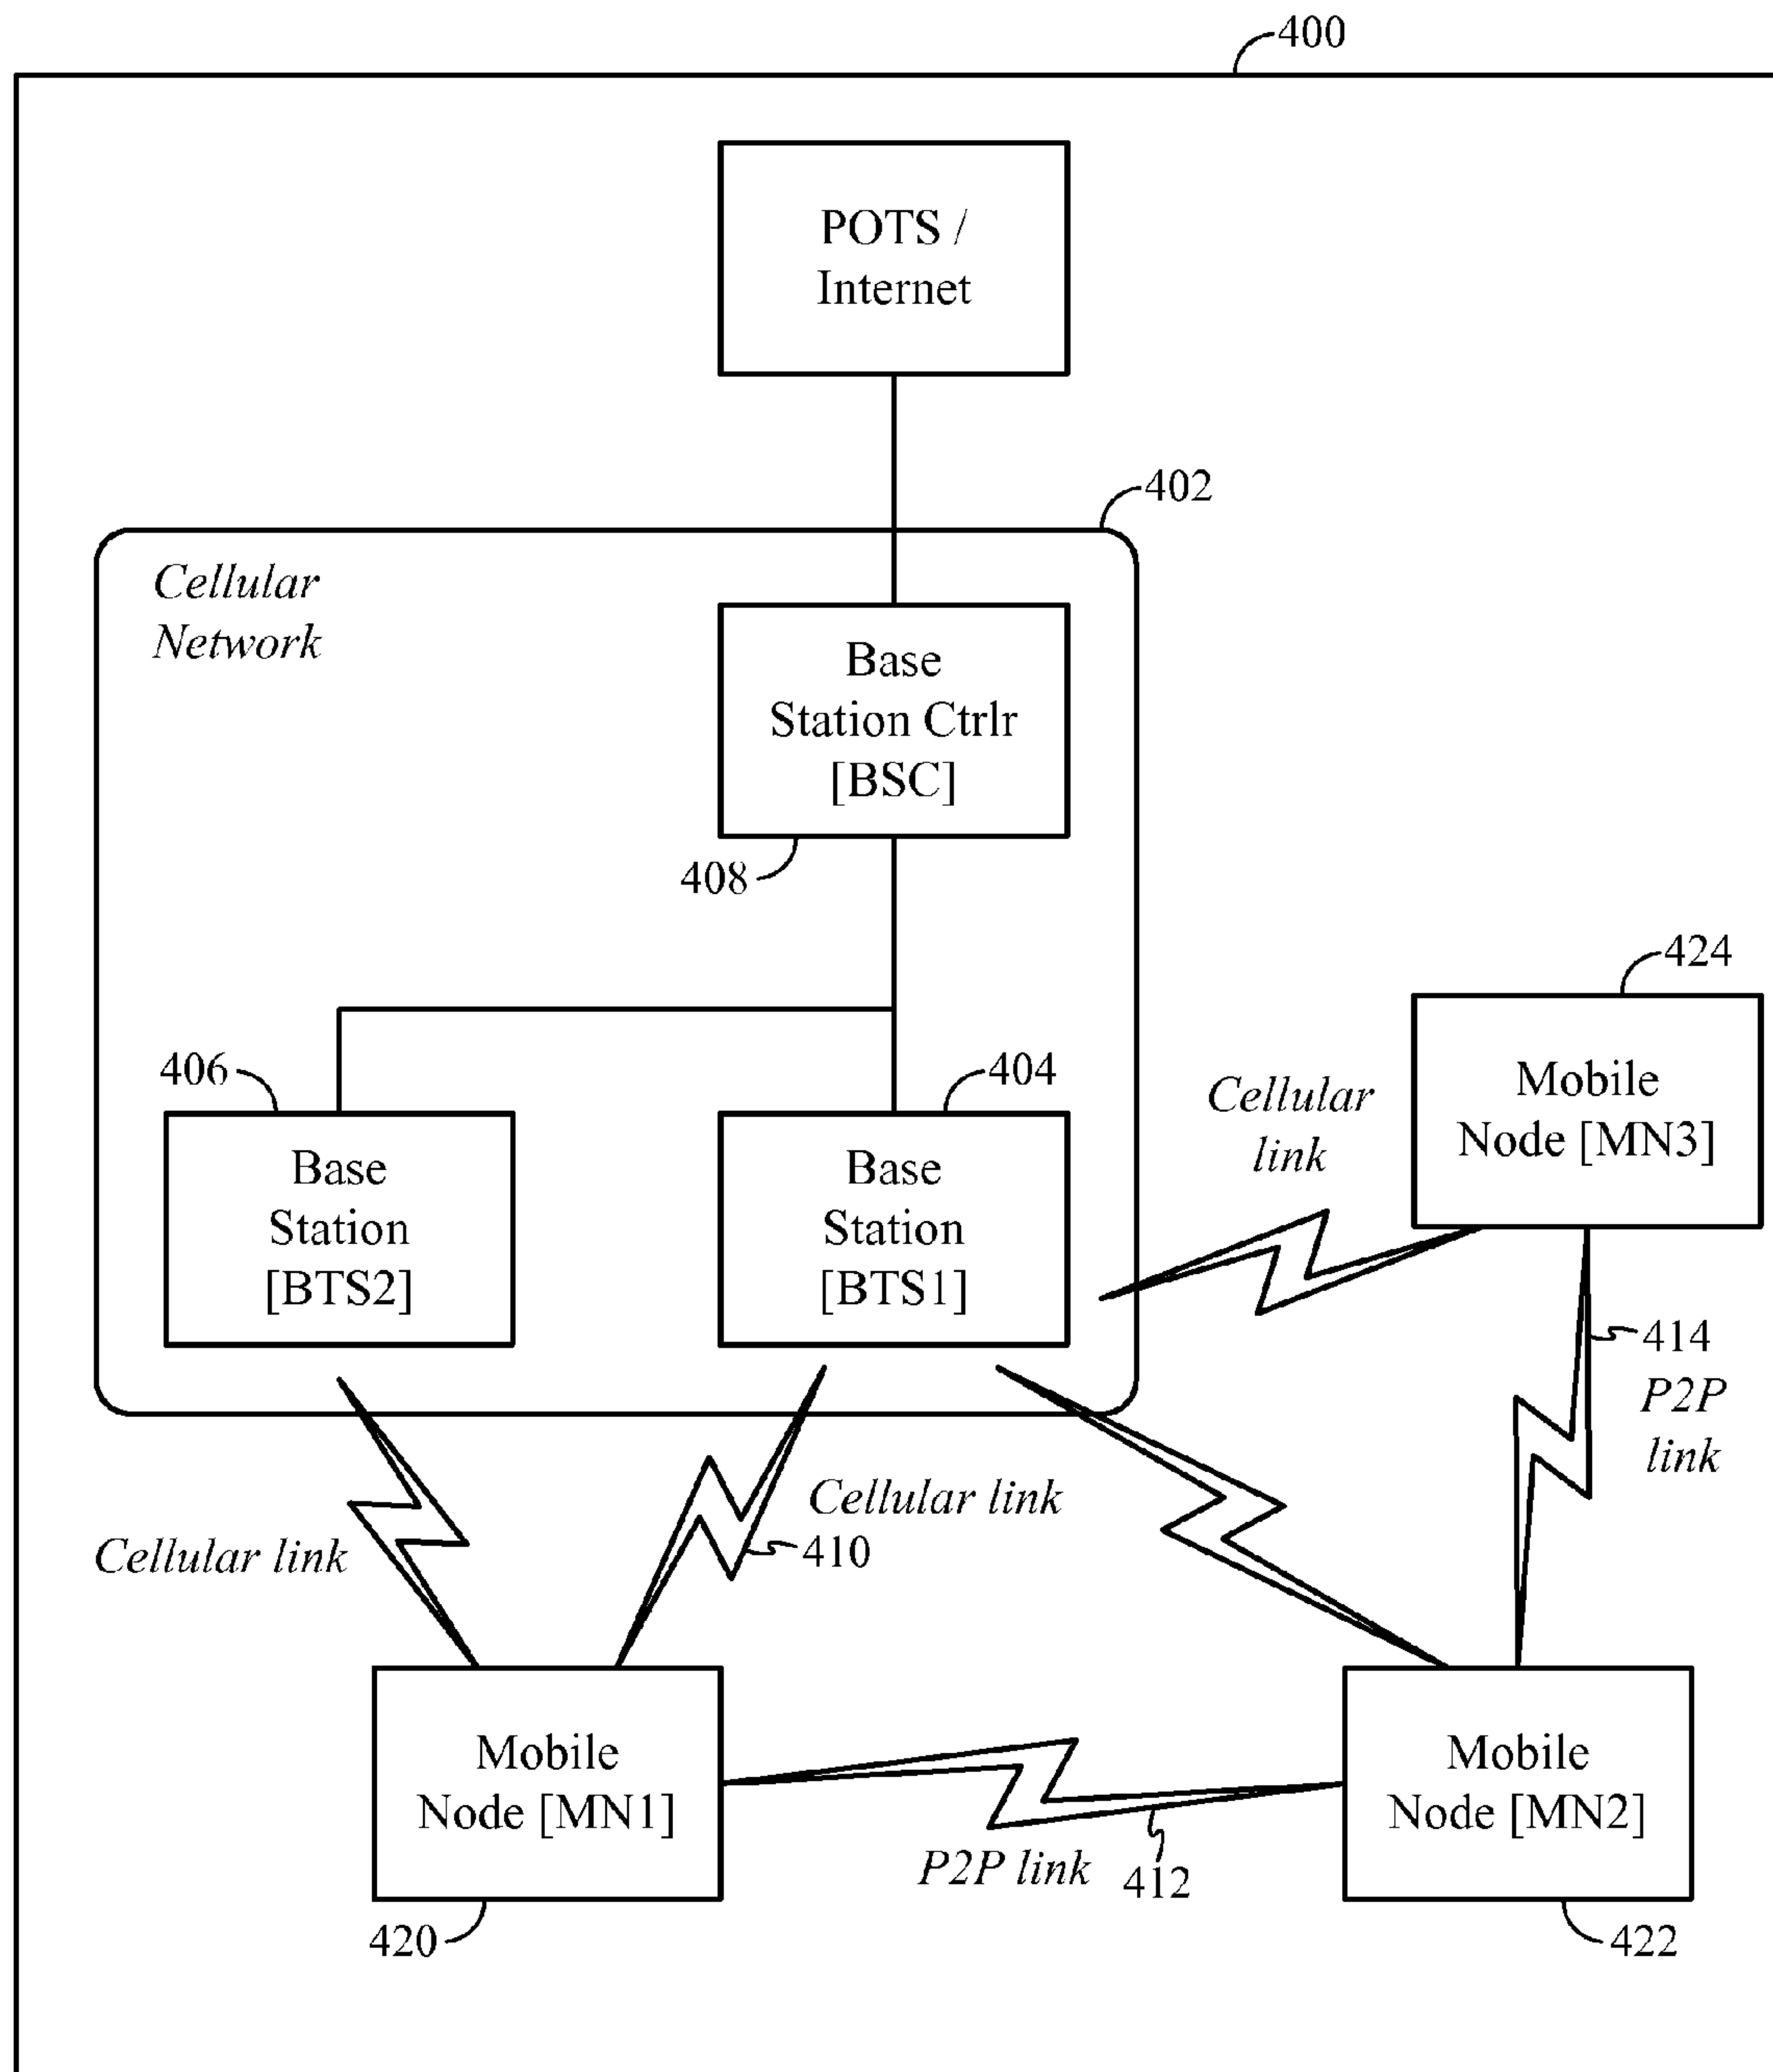 400
POTS /
Internet
402
Cellular
Network
Base
Station Ctrlr
[BSC]
408
424
Mobile
Node [MN3]
406
404
Cellular
link
Base
Station
[BTS2]
Base
Station
[BTS1]
414
P2P
link
Cellular link
410
Cellular link
Mobile
Node [MN1]
Mobile
Node [MN2]
P2P link
412
420
422